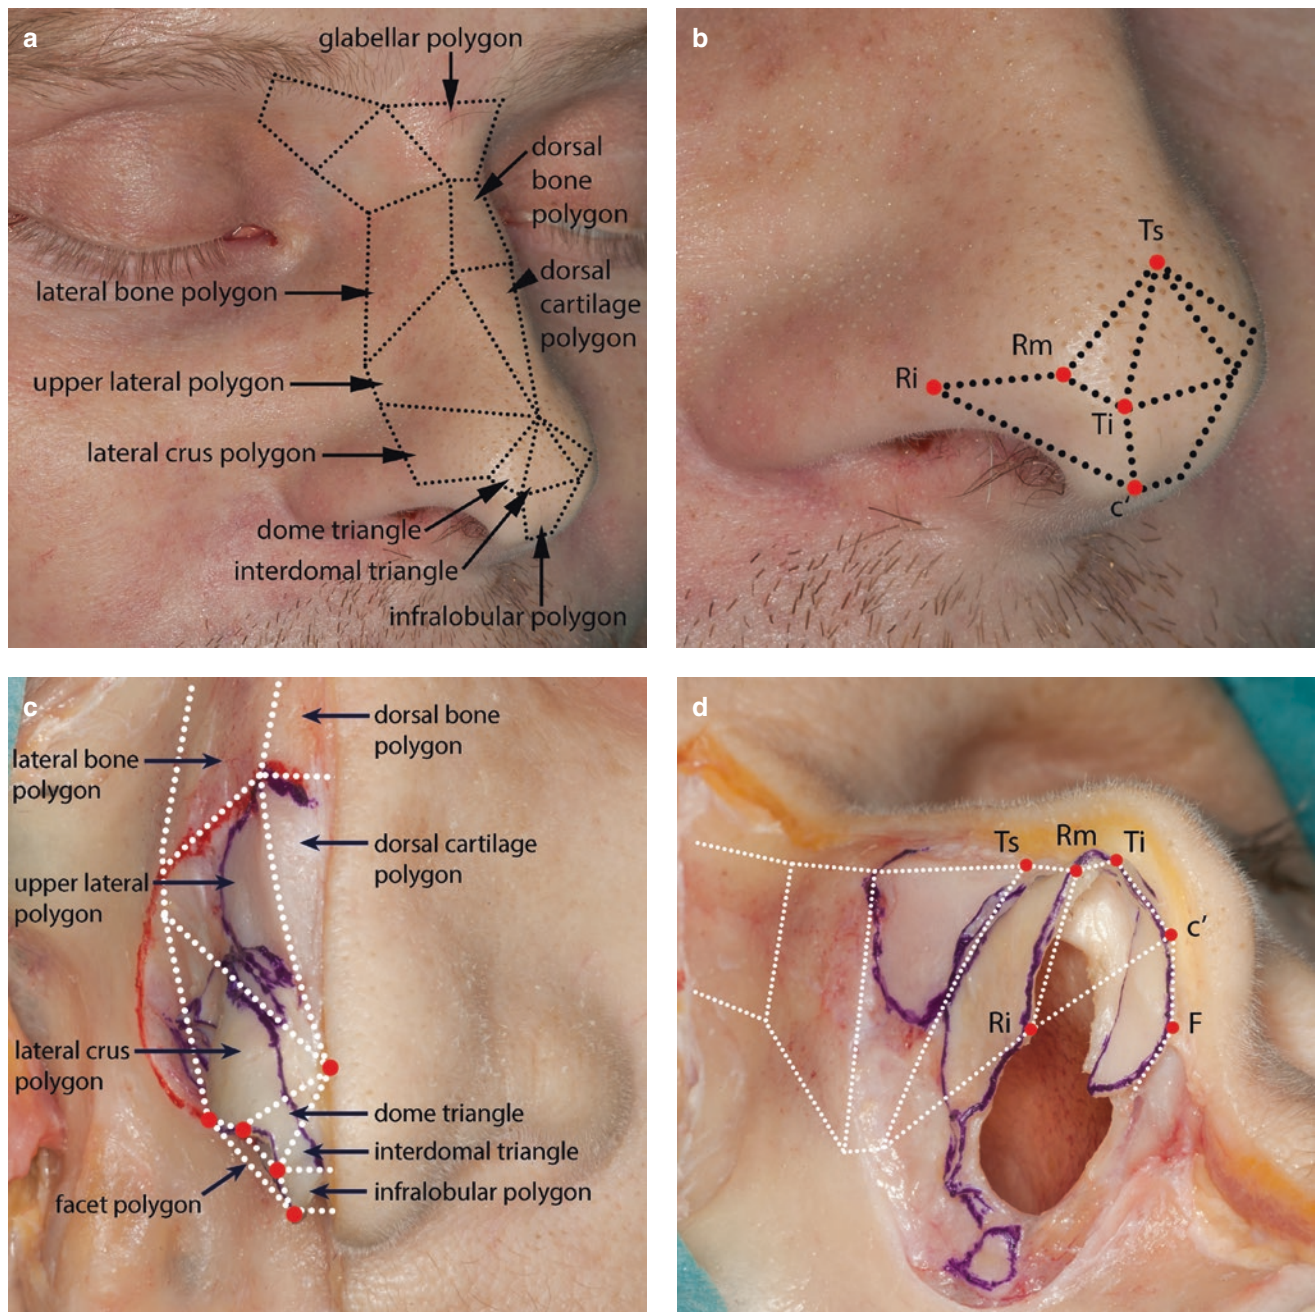 a
glabellar polygon
dorsal
bone
polygon
lateral bone polygon
dorsal
cartilage
polygon
upper lateral polygon
lateral crus polygon
dome triangle
interdomal triangle
infralobular polygon
b
Ts
Rm
Ri
Ti
c'
c
dorsal bone
polygon
lateral bone
polygon
dorsal cartilage
polygon
upper lateral
polygon
lateral crus
polygon
dome triangle
interdomal triangle
facet polygon
infralobular polygon
d
Ts
Rm
Ti
c'
Ri
F